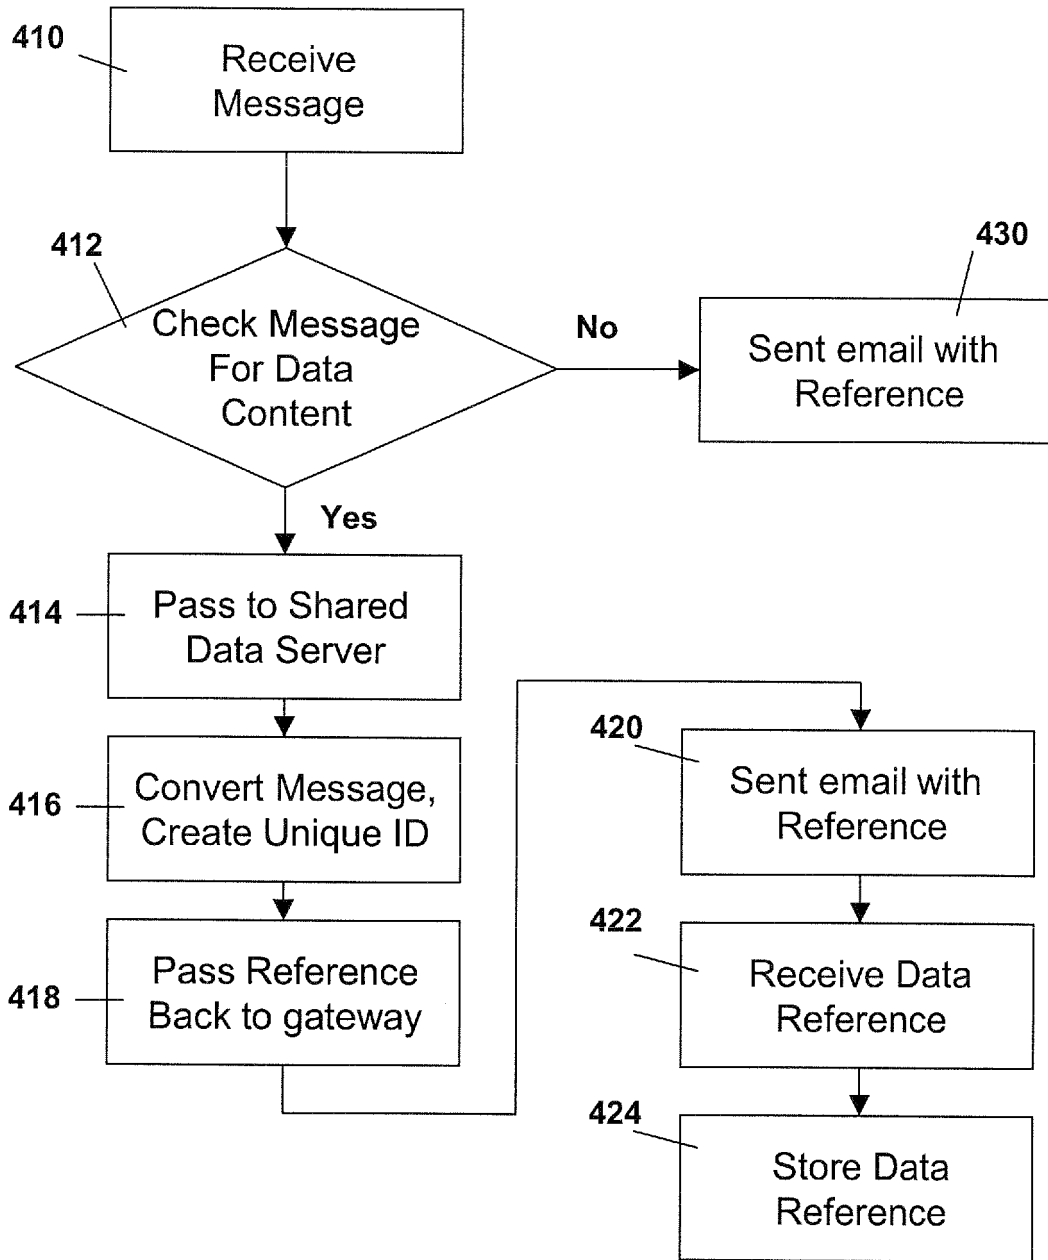 410
Receive
Message
412
Check Message
For Data
Content
No
430
Sent email with
Reference
Yes
414
Pass to Shared
Data Server
416
Convert Message,
Create Unique ID
418
Pass Reference
Back to gateway
420
Sent email with
Reference
422
Receive Data
Reference
424
Store Data
Reference